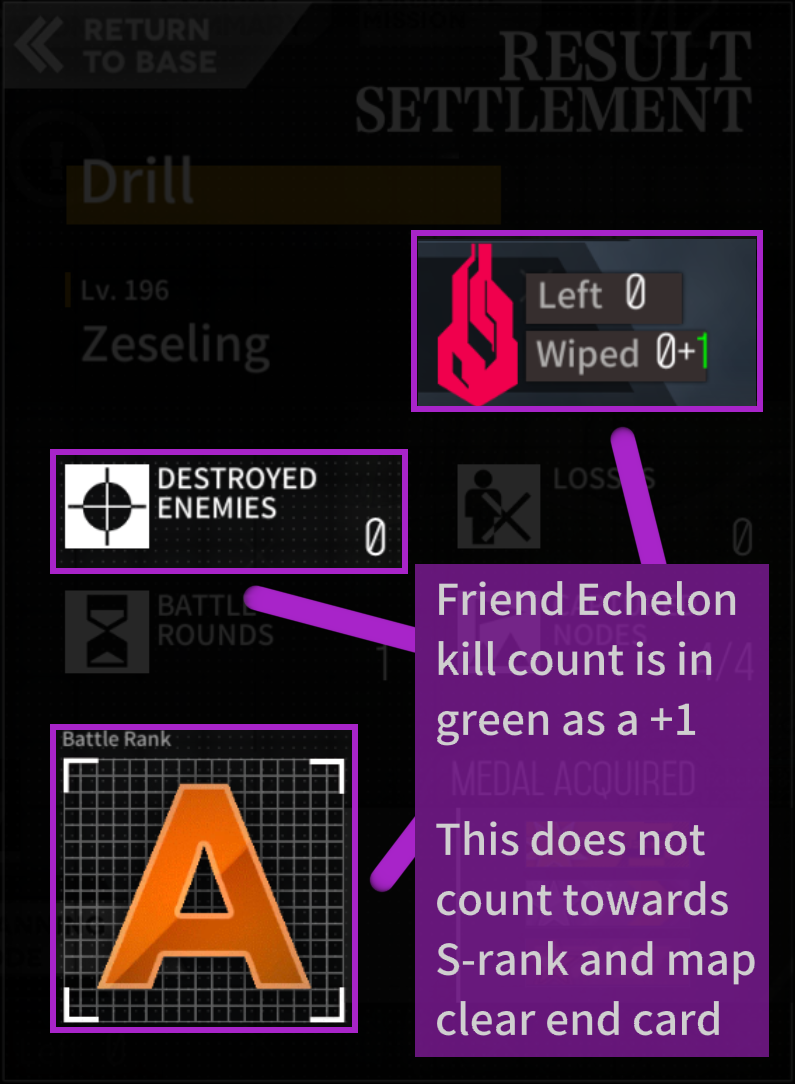 RETURN
TO BASE
MISSION
RESULT
SETTLEMENT
Drill
Lv. 196
Zeseling
Left 0
Wiped 0+1
DESTROYED
ENEMIES
0
LOSSES
0
BATTLE
ROUNDS
1
NODES
4/4
Friend Echelon
kill count is in
green as a +1
Battle Rank
A
MEDAL ACQUIRED
This does not
count towards
S-rank and map
clear end card